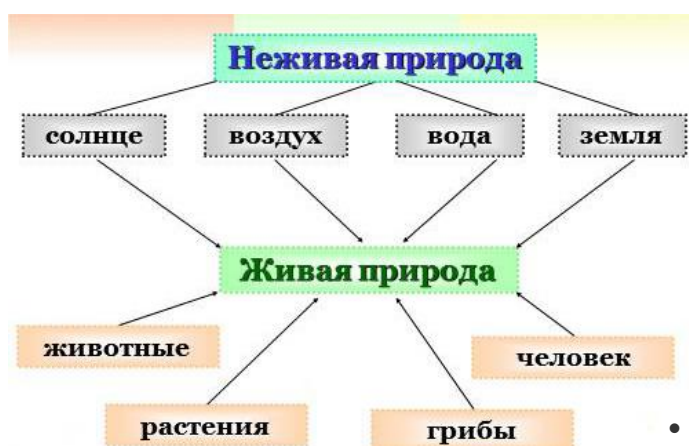 Неживая природа
солнце
воздух
вода
земля
Живая природа
животные
человек
растения
грибы